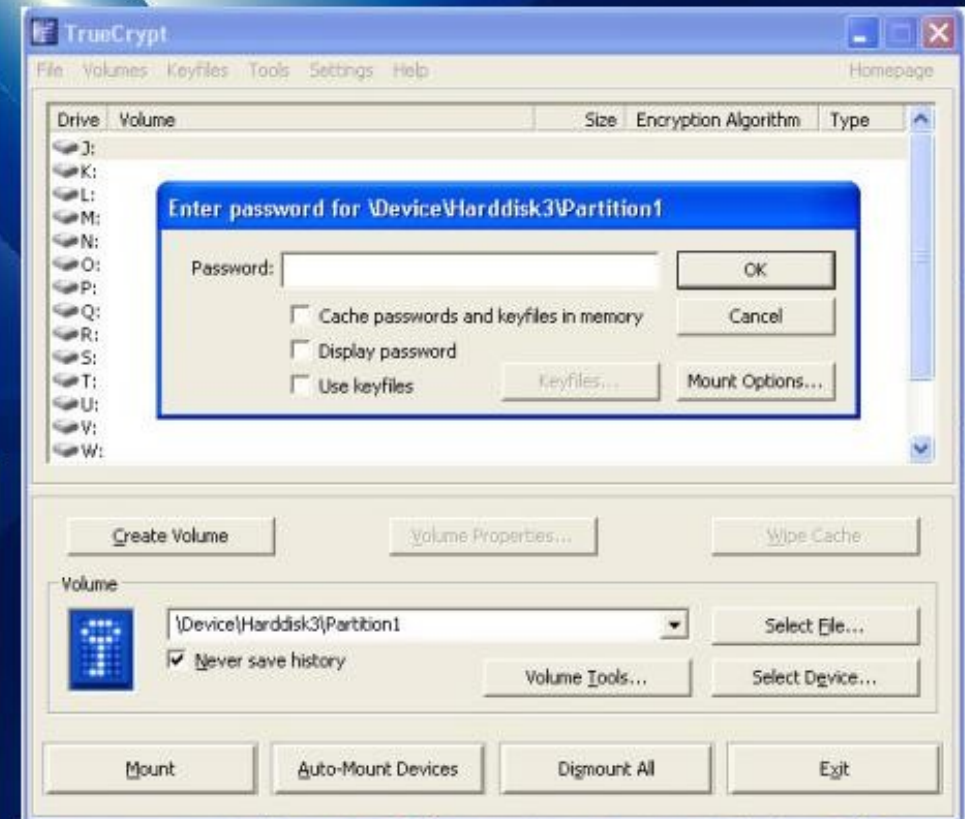 TrueCrypt
File Volumes Keyfiles Tools Settings Help Homepage
Drive Volume Size Encryption Algorithm Type
J:
K:
L:
M:
N:
O:
P:
Q:
R:
S:
T:
U:
V:
W:
Enter password for \Device\Harddisk3\Partition1
Password: OK
Cache passwords and keyfiles in memory Cancel
Display password
Use keyfiles Keyfiles... Mount Options...
Create Volume Volume Properties... Wipe Cache
Volume
\Device\Harddisk3\Partition1 Select File...
Never save history
Volume Tools... Select Device...
Mount Auto-Mount Devices Dismount All Exit